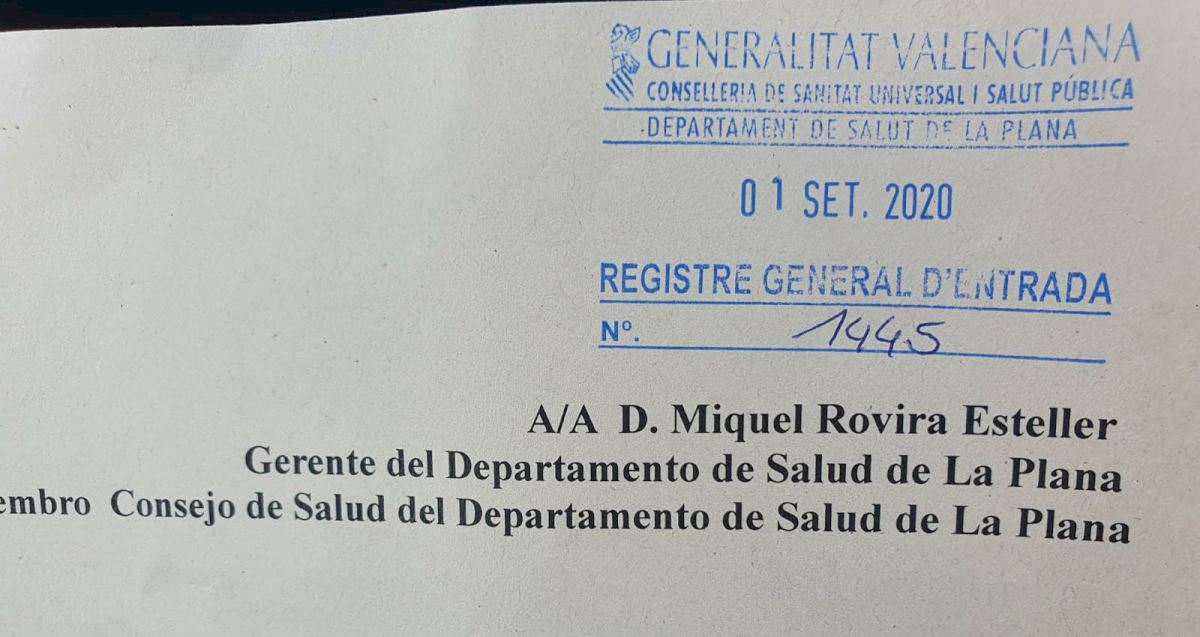 GENERALITAT VALENCIANA
CONSELLERIA DE SANITAT UNIVERSAL I SALUT PÚBLICA
DEPARTAMENT DE SALUT DE LA PLANA
01 SET. 2020
REGISTRE GENERAL D'ENTRADA
Nº. 1445
A/A D. Miquel Rovira Esteller
Gerente del Departamento de Salud de La Plana
embro Consejo de Salud del Departamento de Salud de La Plana